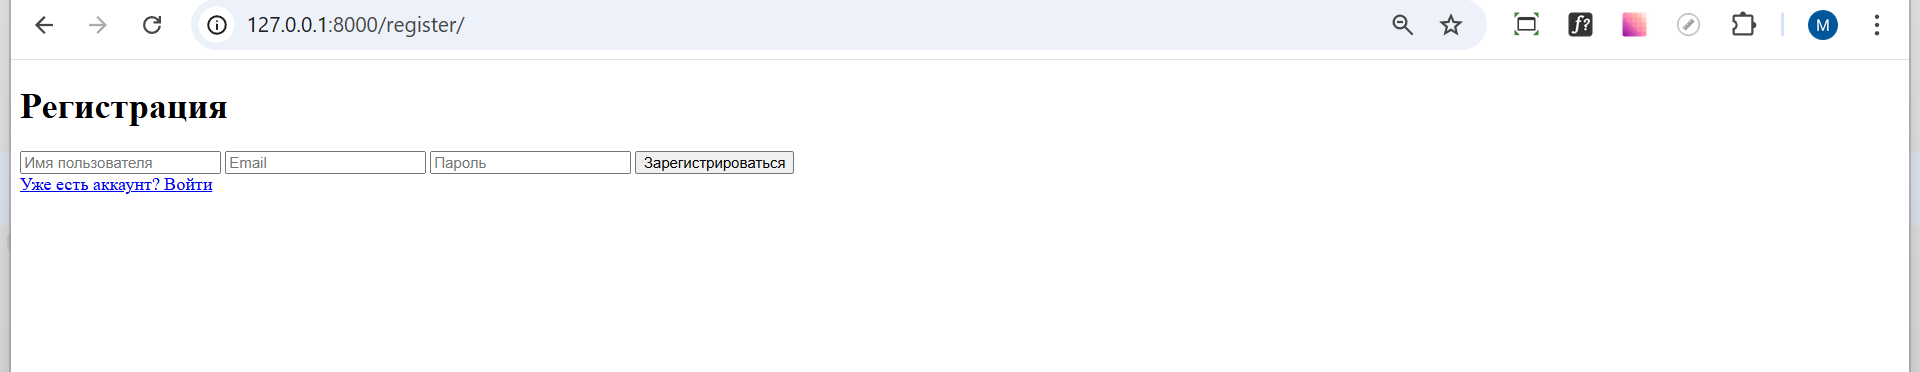 127.0.0.1:8000/register/
f?
M
Регистрация
Имя пользователя Email Пароль Зарегистрироваться
Уже есть аккаунт? Войти